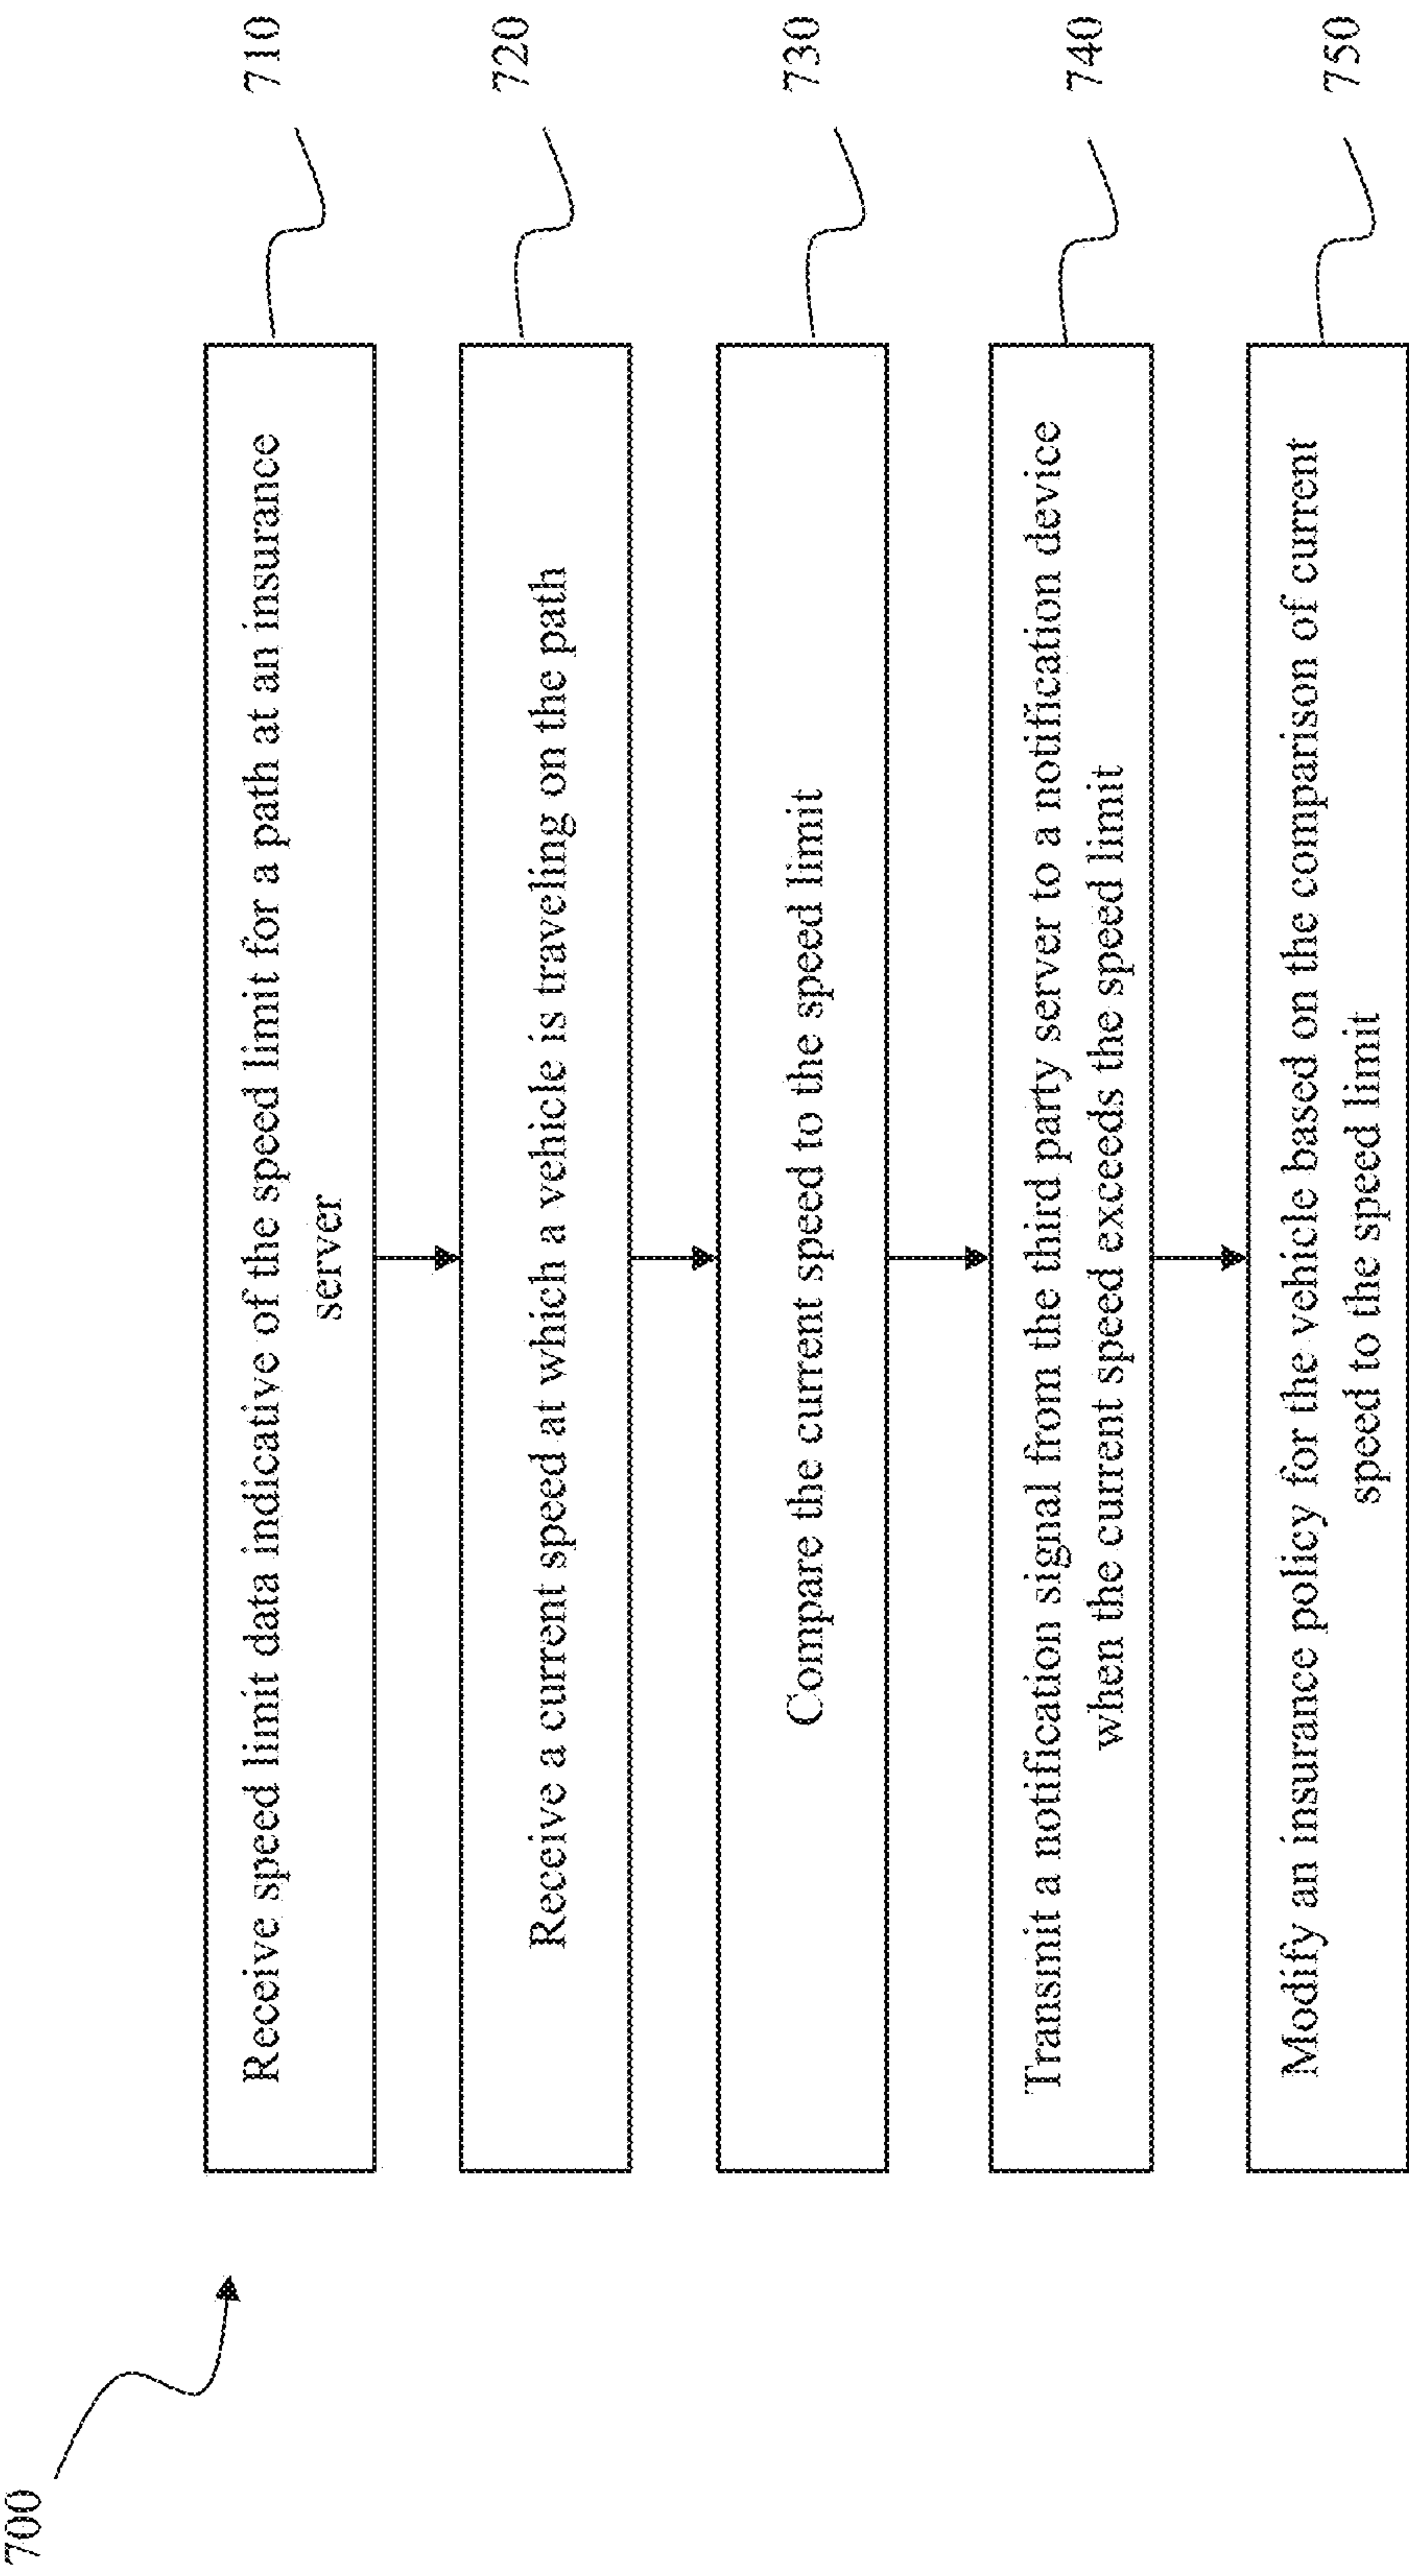 700
Receive speed limit data indicative of the speed limit for a path at an insurance
server
710
Receive a current speed at which a vehicle is traveling on the path
720
Compare the current speed to the speed limit
730
Transmit a notification signal from the third party server to a notification device
when the current speed exceeds the speed limit
740
Modify an insurance policy for the vehicle based on the comparison of current
speed to the speed limit
750